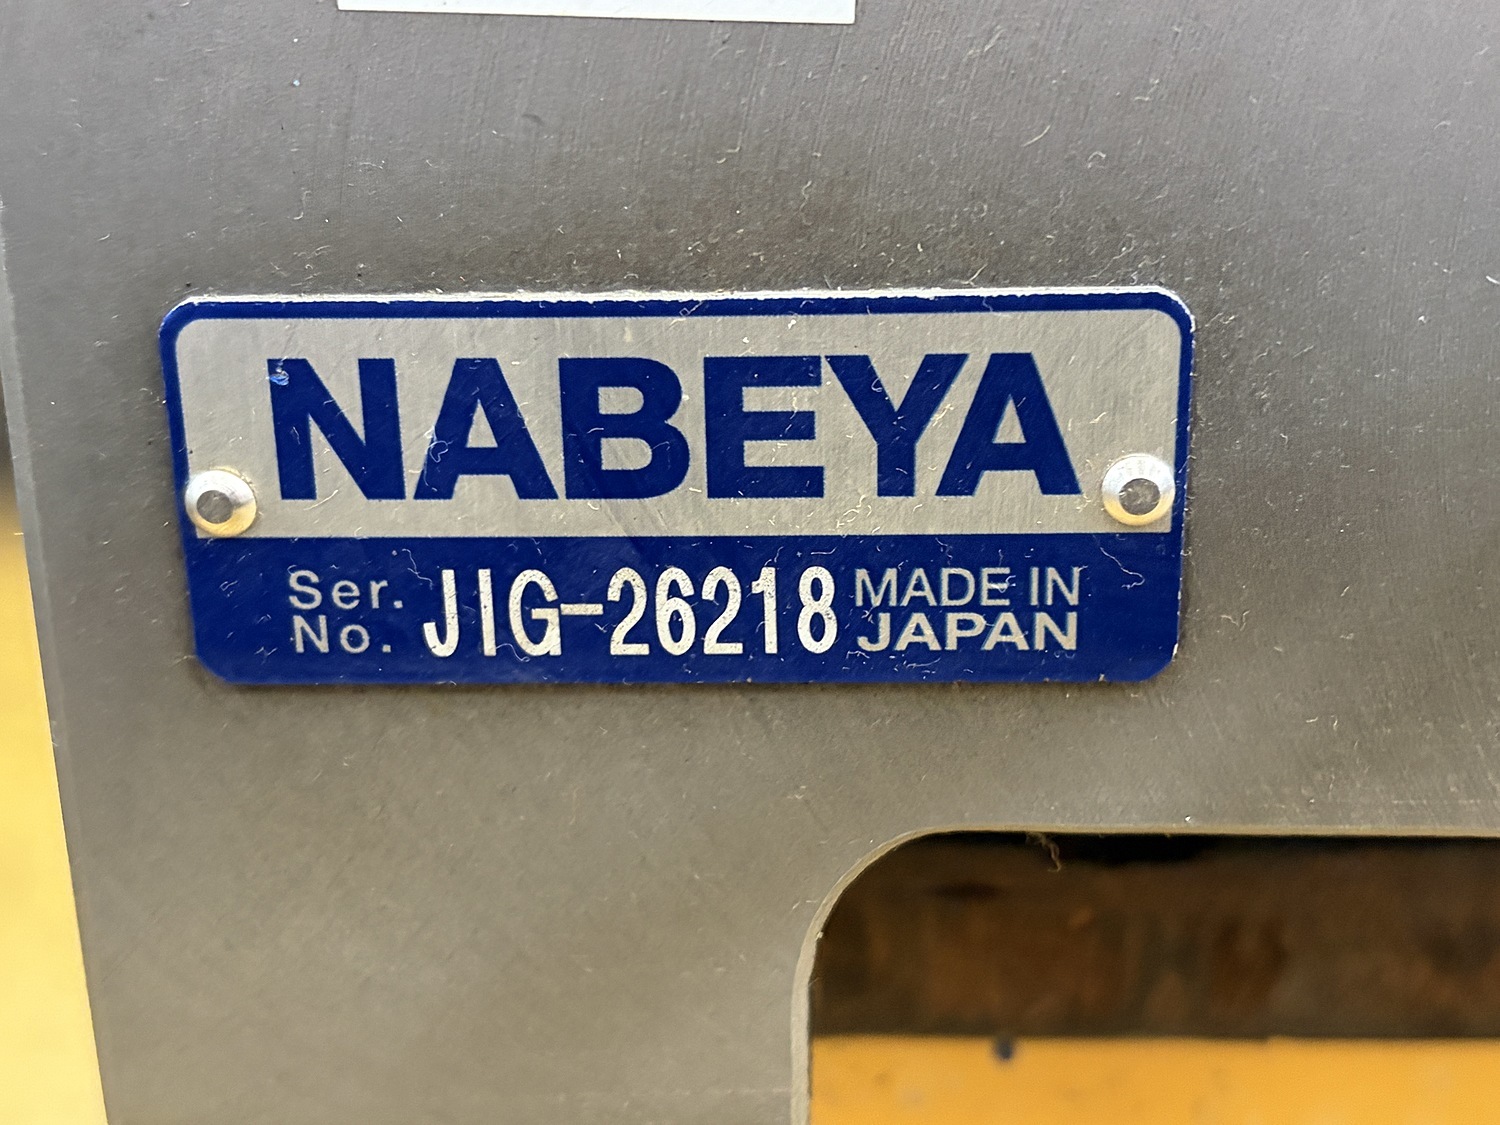 NABEYA
Ser. No. JIG-26218 MADE IN JAPAN